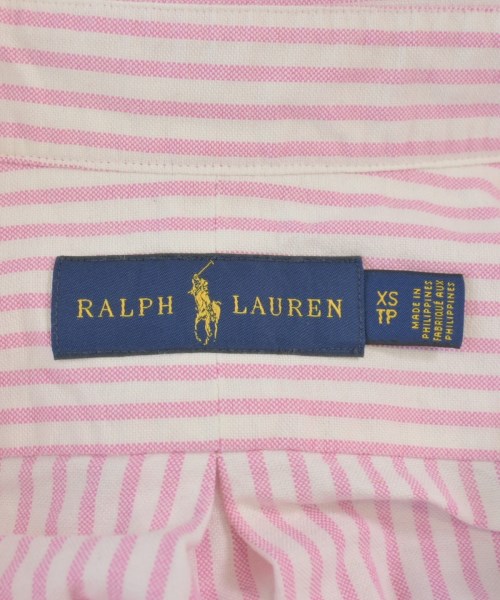 RALPH LAUREN
XS
TP
MADE IN
PHILIPPINES
FABRIQUÉ AUX
PHILIPPINES